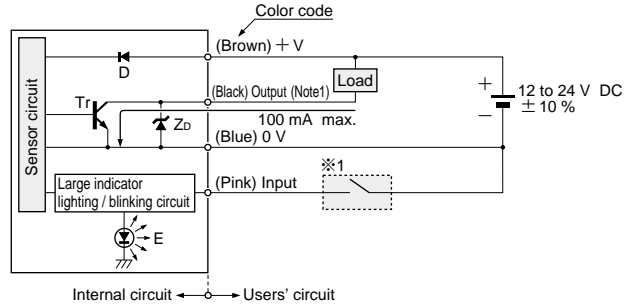 Color code
(Brown) + V
D
Load
Sensor circuit
Tr
(Black) Output (Note1)
ZD
100 mA max.
+
−
12 to 24 V DC
± 10 %
(Blue) 0 V
※1
(Pink) Input
Large indicator
lighting / blinking circuit
E
Internal circuit
Users' circuit